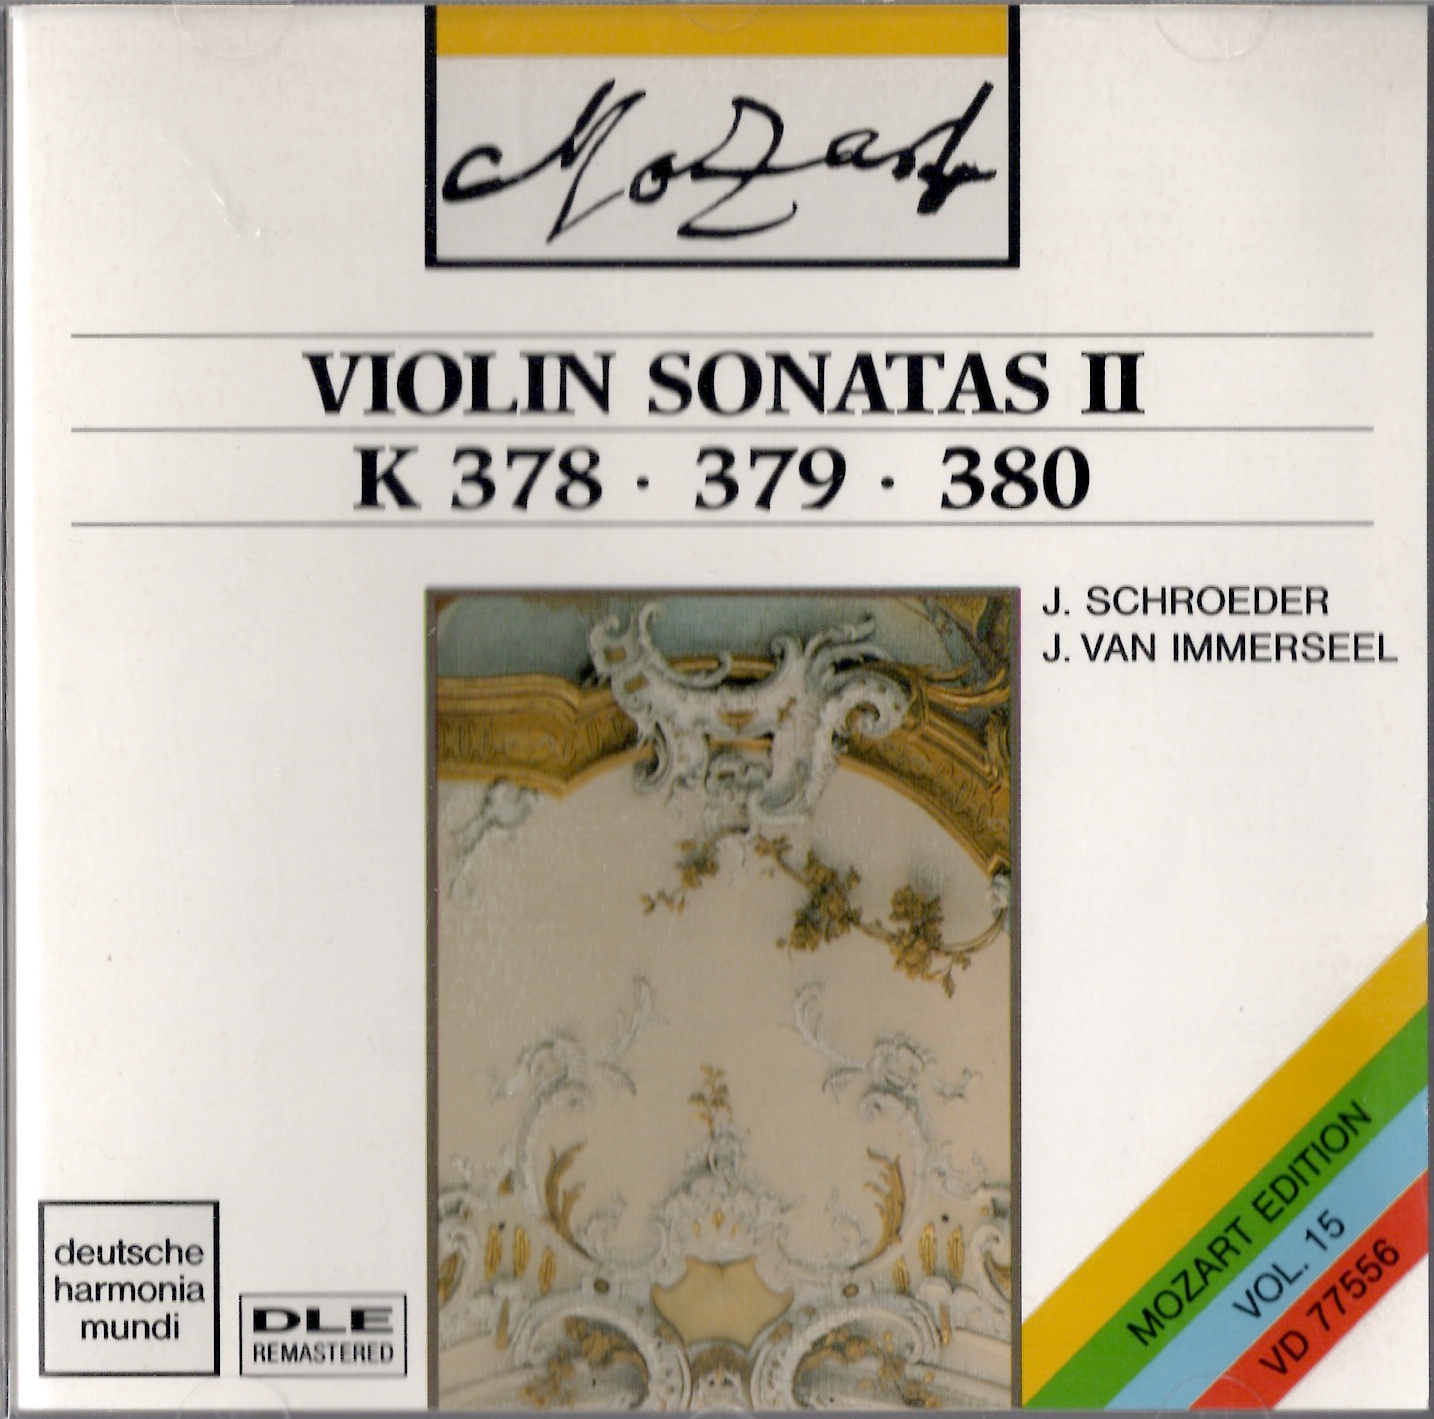 Mozart
VIOLIN SONATAS II
K 378 · 379 · 380
J. SCHROEDER
J. VAN IMMERSEEL
MOZART EDITION
VOL. 15
VD 77556
deutsche
harmonia
mundi
DLE
REMASTERED